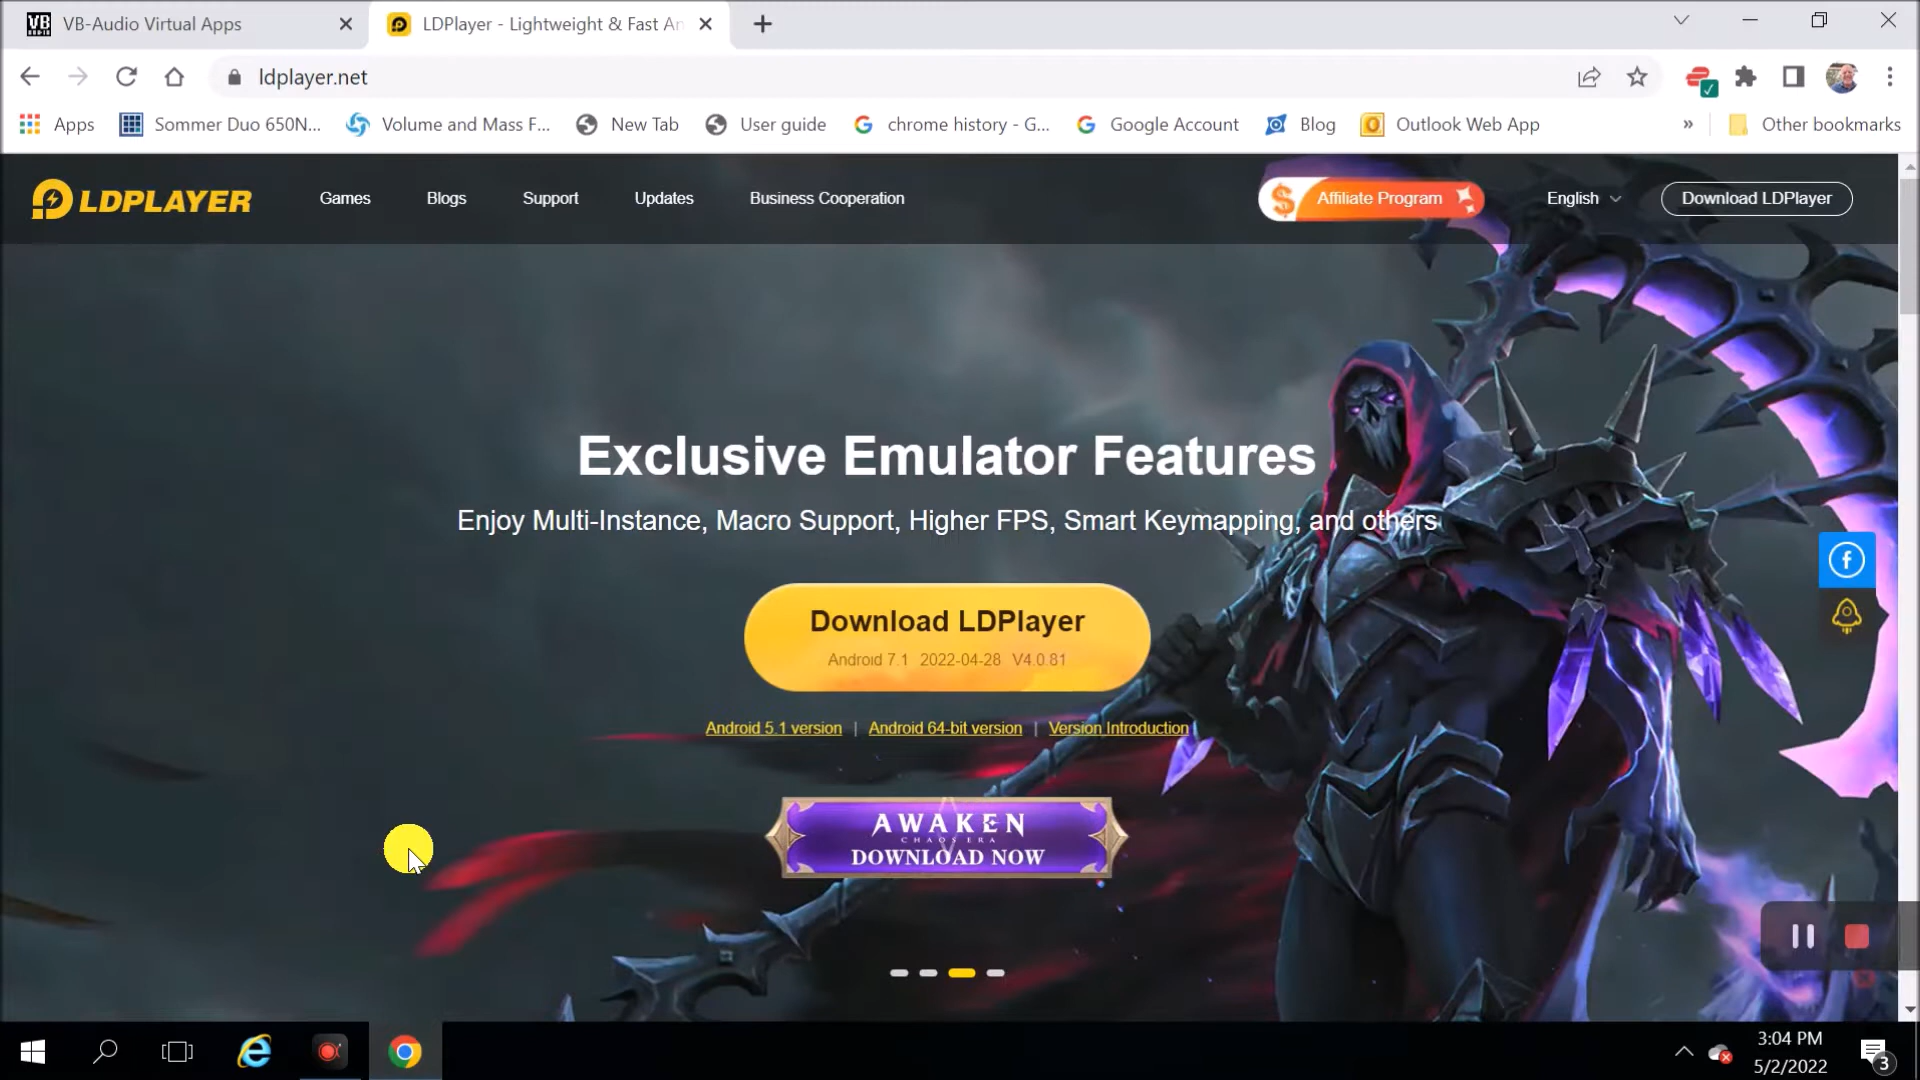 VB-Audio Virtual Apps
LDPlayer - Lightweight & Fast An
ldplayer.net
Apps
Sommer Duo 650N...
Volume and Mass F...
New Tab
User guide
chrome history - G...
Google Account
Blog
Outlook Web App
»
Other bookmarks
LDPLAYER
Games
Blogs
Support
Updates
Business Cooperation
Affiliate Program
English
Download LDPlayer
Exclusive Emulator Features
Enjoy Multi-Instance, Macro Support, Higher FPS, Smart Keymapping, and others
Download LDPlayer
Android 7.1 2022-04-28 V4.0.81
Android 5.1 version | Android 64-bit version | Version Introduction
AWAKEN
CHAOS ERA
DOWNLOAD NOW
3:04 PM
5/2/2022
3